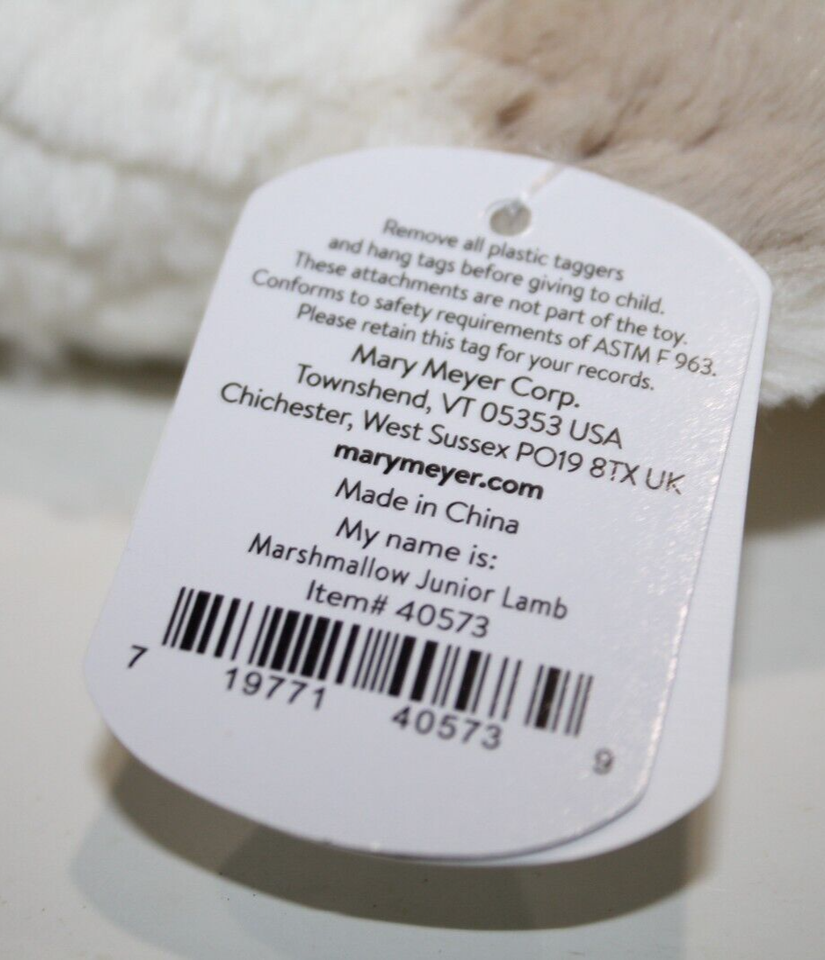 Remove all plastic taggers
and hang tags before giving to child.
These attachments are not part of the toy.
Conforms to safety requirements of ASTM F 963.
Please retain this tag for your records.
Mary Meyer Corp.
Townshend, VT 05353 USA
Chichester, West Sussex PO19 8TX UK
marymeyer.com
Made in China
My name is:
Marshmallow Junior Lamb
Item# 40573
7 19771 40573 9